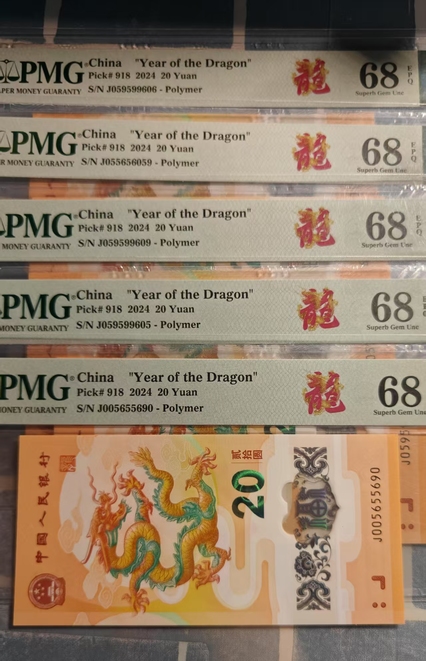 PMG® China "Year of the Dragon"
Pick# 918 2024 20 Yuan
PER MONEY GUARANTY S/N J059599606 - Polymer
龍
68 EPQ
Superb Gem Unc
PMG® China "Year of the Dragon"
Pick# 918 2024 20 Yuan
R MONEY GUARANTY S/N J055656059 - Polymer
龍
68 EPQ
Superb Gem Unc
PMG® China "Year of the Dragon"
Pick# 918 2024 20 Yuan
MONEY GUARANTY S/N J059599609 - Polymer
龍
68 EPQ
Superb Gem Unc
PMG® China "Year of the Dragon"
Pick# 918 2024 20 Yuan
MONEY GUARANTY S/N J059599605 - Polymer
龍
68
Superb Gem Unc
PMG® China "Year of the Dragon"
Pick# 918 2024 20 Yuan
MONEY GUARANTY S/N J005655690 - Polymer
龍
68
Superb Gem Unc
中国人民银行
贰拾圆
20
J005655690
J0595